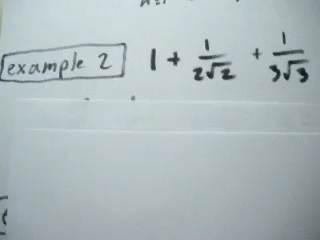 example 2 1 + 1/2√2 + 1/3√3